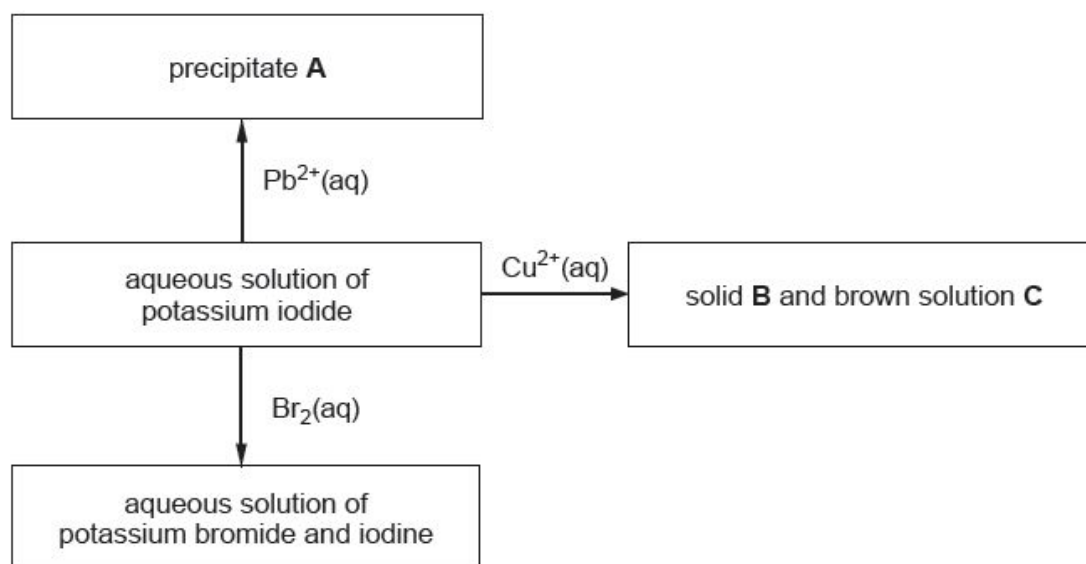 precipitate A
Pb²⁺(aq)
aqueous solution of
potassium iodide
Cu²⁺(aq)
solid B and brown solution C
Br₂(aq)
aqueous solution of
potassium bromide and iodine